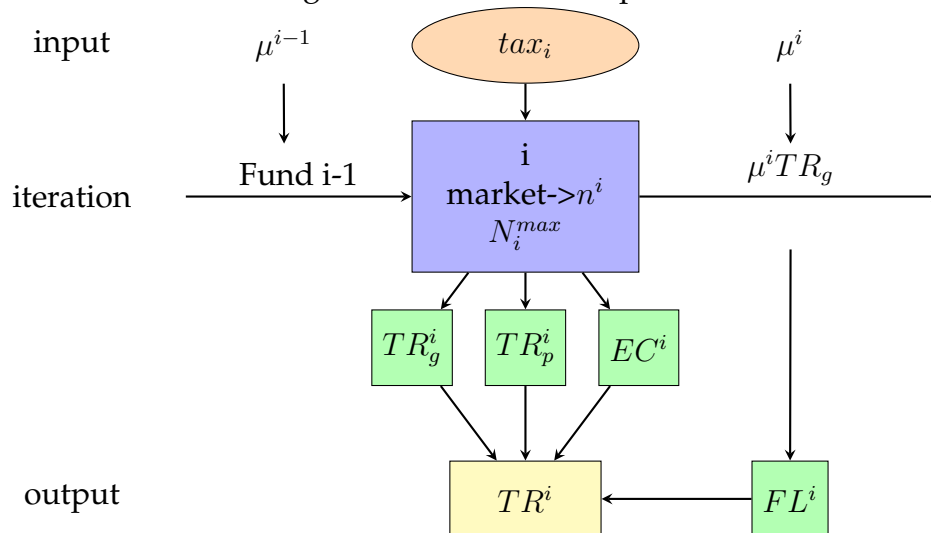 input
μ^{i−1}
tax_i
μ^i
iteration
Fund i-1
i
market->n^i
N_i^{max}
μ^i TR_g
TR_g^i
TR_p^i
EC^i
output
TR^i
FL^i